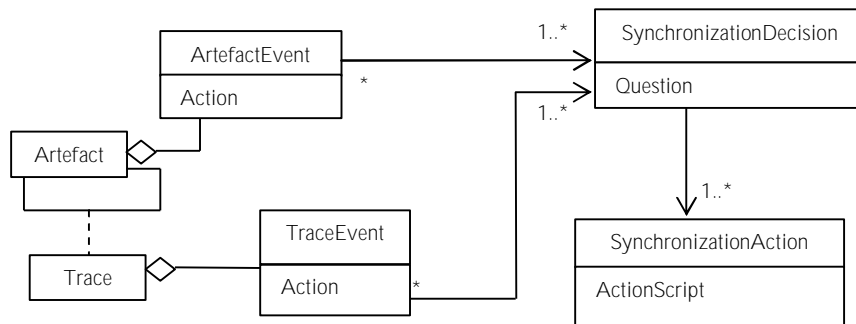 1..*
SynchronizationDecision
ArtefactEvent
*
Action
Question
1..*
Artefact
1..*
TraceEvent
SynchronizationAction
Trace
Action
*
ActionScript